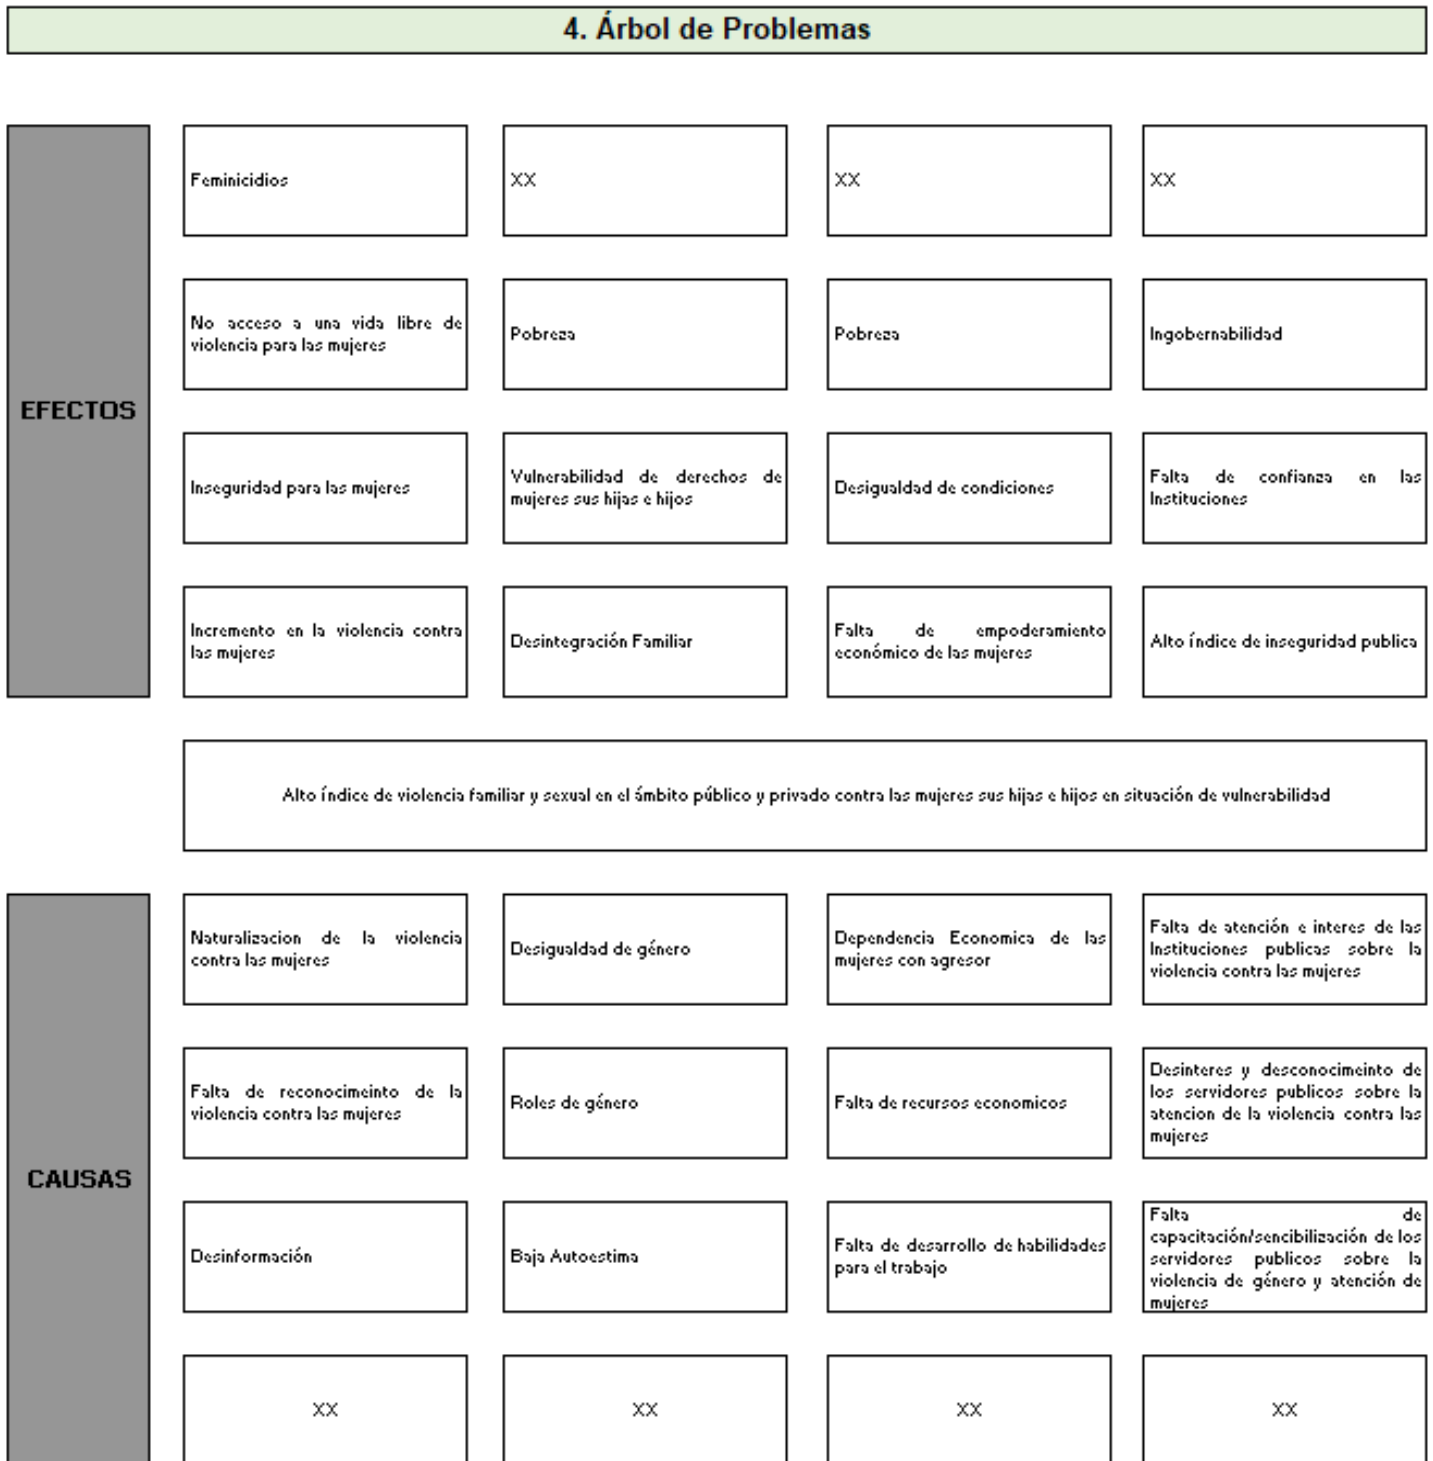 4. Árbol de Problemas
Feminicidios
XX
XX
XX
No acceso a una vida libre de
violencia para las mujeres
Pobreza
Pobreza
Ingobernabilidad
EFECTOS
Inseguridad para las mujeres
Vulnerabilidad de derechos de
mujeres sus hijas e hijos
Desigualdad de condiciones
Falta de confianza en las
Instituciones
Incremento en la violencia contra
las mujeres
Desintegración Familiar
Falta de empoderamiento
económico de las mujeres
Alto índice de inseguridad publica
Alto índice de violencia familiar y sexual en el ámbito público y privado contra las mujeres sus hijas e hijos en situación de vulnerabilidad
Naturalizacion de la violencia
contra las mujeres
Desigualdad de género
Dependencia Economica de las
mujeres con agresor
Falta de atención e interes de las
Instituciones publicas sobre la
violencia contra las mujeres
Falta de reconocimeinto de la
violencia contra las mujeres
Roles de género
Falta de recursos economicos
Desinteres y desconocimeinto de
los servidores publicos sobre la
atencion de la violencia contra las
mujeres
CAUSAS
Desinformación
Baja Autoestima
Falta de desarrollo de habilidades
para el trabajo
Falta de
capacitación/sencibilización de los
servidores publicos sobre la
violencia de género y atención de
mujeres
XX
XX
XX
XX